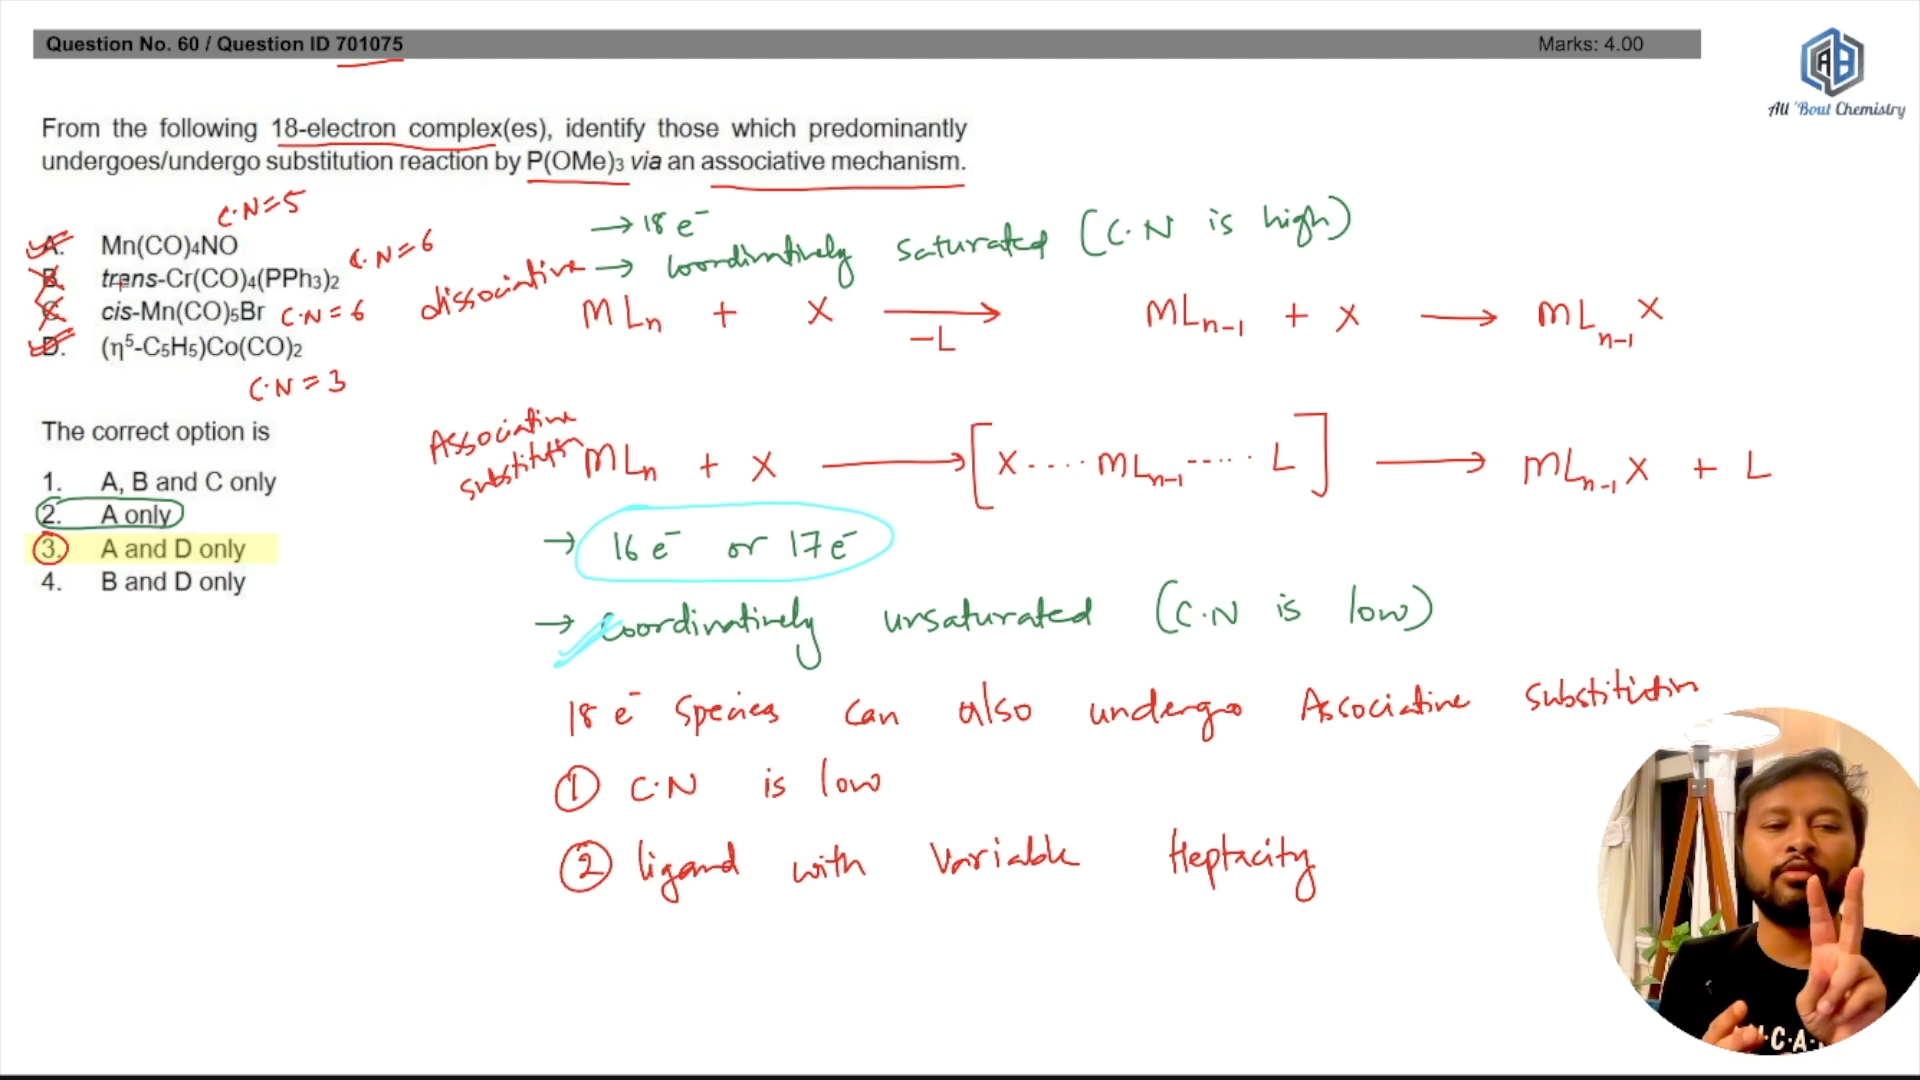 Question No. 60 / Question ID 701075
Marks: 4.00
AB
All 'Bout Chemistry
From the following 18-electron complex(es), identify those which predominantly
undergoes/undergo substitution reaction by P(OMe)₃ via an associative mechanism.
C.N=5
A. Mn(CO)₄NO
C.N=6
B. trans-Cr(CO)₄(PPh₃)₂
C. cis-Mn(CO)₅Br C.N=6
D. (η⁵-C₅H₅)Co(CO)₂
C.N=3
→ 18 e⁻
→ Coordinatively saturated (C.N is high)
dissociative
MLₙ + X ⟶ -L MLₙ₋₁ + X ⟶ MLₙ₋₁X
The correct option is
1. A, B and C only
2. A only
3. A and D only
4. B and D only
Associative
substitutn
MLₙ + X ⟶ [X····MLₙ₋₁····L] ⟶ MLₙ₋₁X + L
→ 16 e⁻ or 17 e⁻
→ Coordinatively unsaturated (C.N is low)
18 e⁻ Species can also undergo Associative substitution
① C.N is low
② ligand with Variable Heptacity